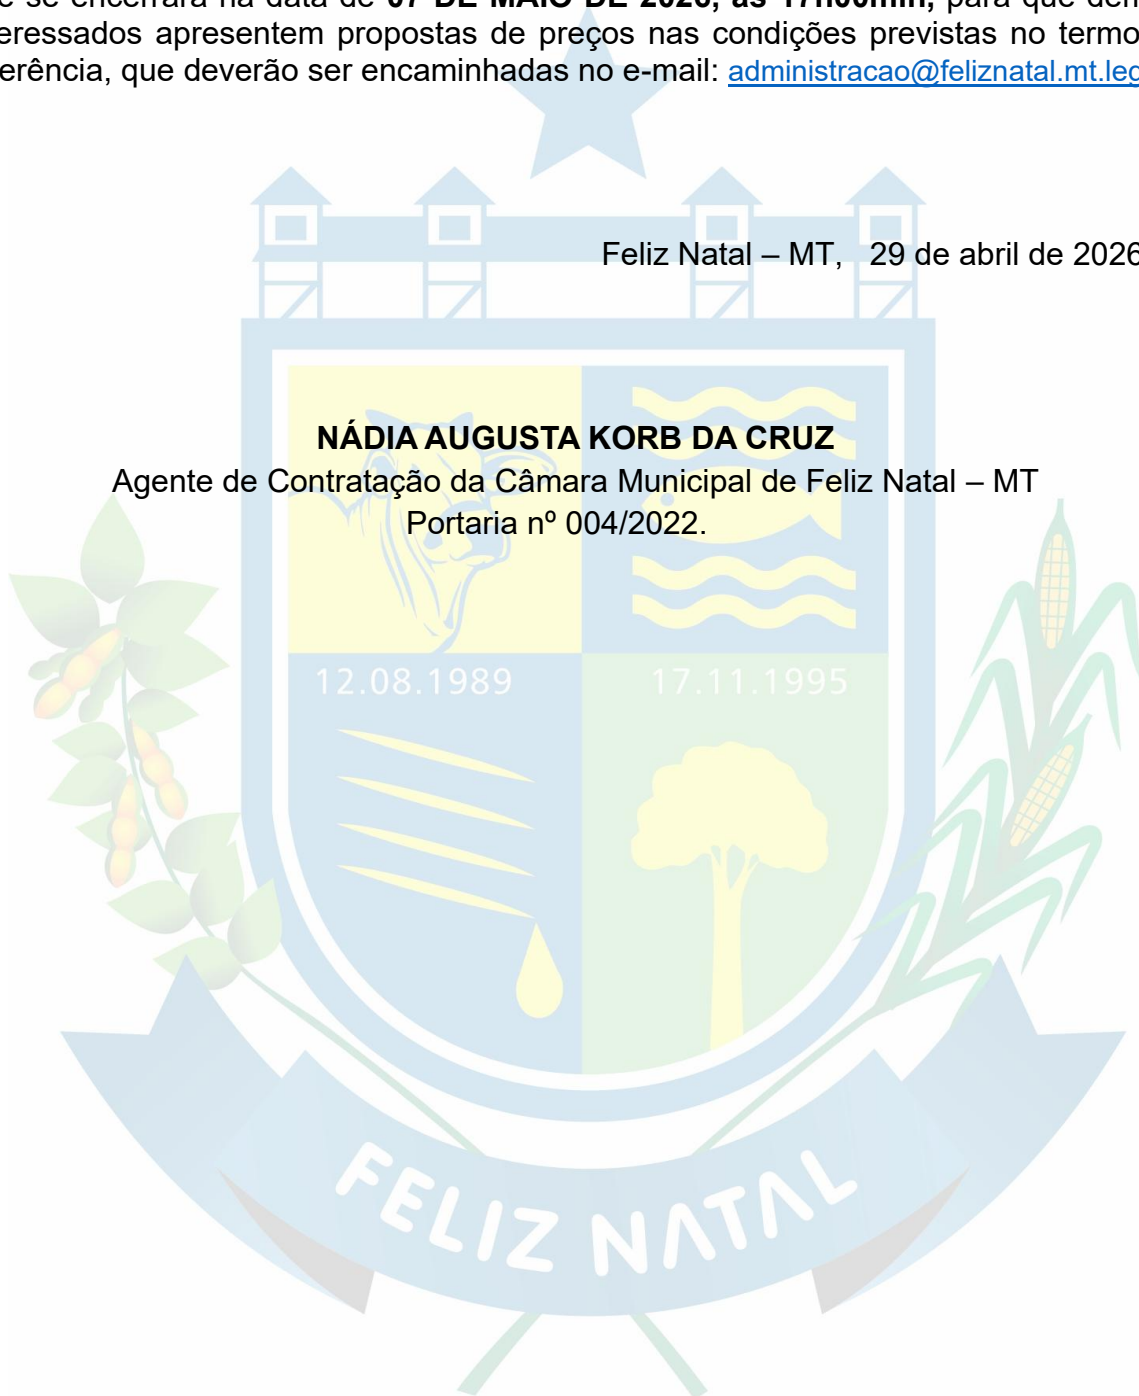 e se encerrará na data de 07 DE MAIO DE 2026, às 17h00min, para que dem
eressados apresentem propostas de preços nas condições previstas no termo
erência, que deverão ser encaminhadas no e-mail: administracao@feliznatal.mt.leg
Feliz Natal – MT, 29 de abril de 2026
NÁDIA AUGUSTA KORB DA CRUZ
Agente de Contratação da Câmara Municipal de Feliz Natal – MT
Portaria nº 004/2022.
12.08.1989 17.11.1995
FELIZ NATAL